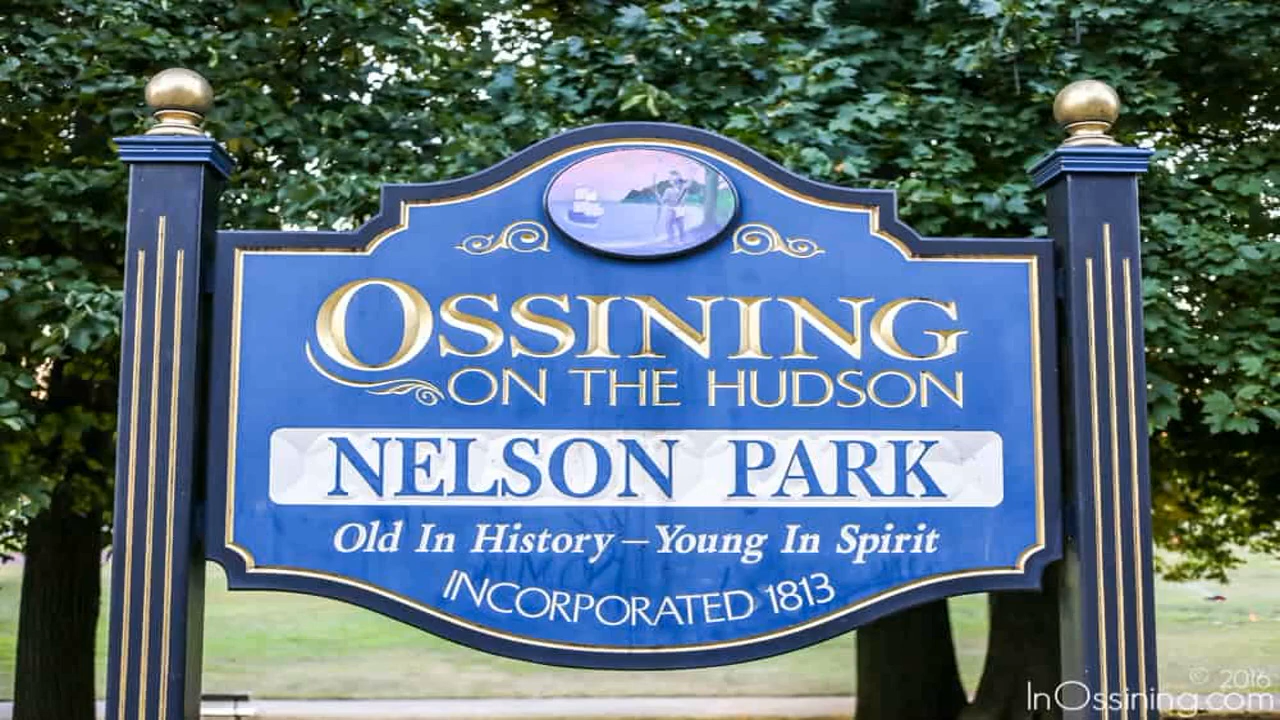 OSSINING
ON THE HUDSON
NELSON PARK
Old In History – Young In Spirit
INCORPORATED 1813
© 2016
InOssining.com